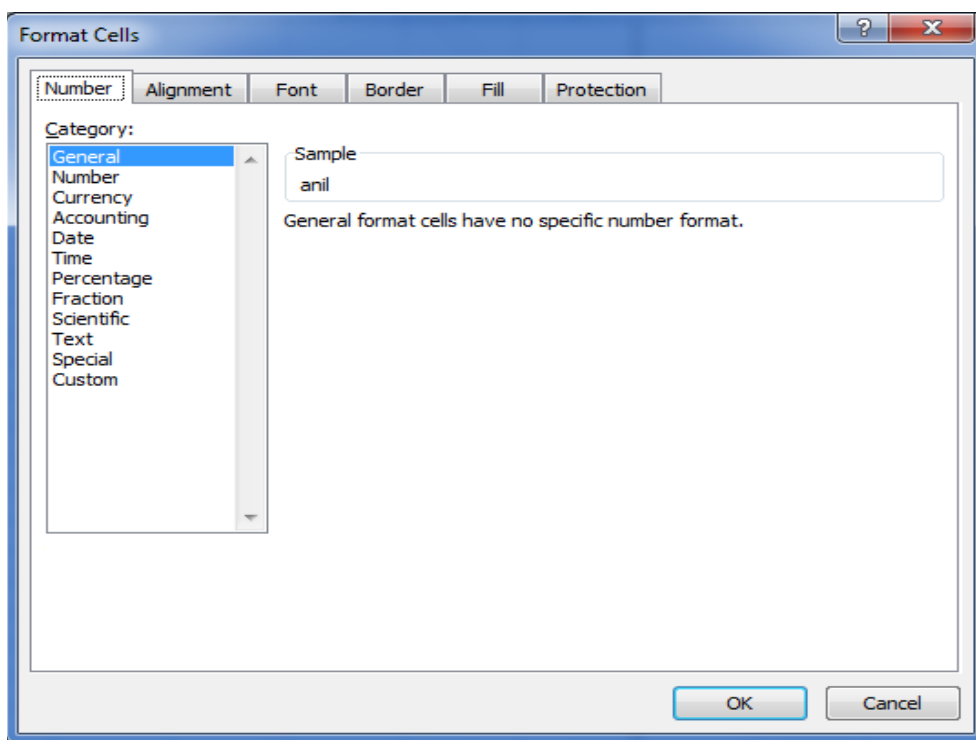 Format Cells
Number Alignment Font Border Fill Protection
Category:
General
Number
Currency
Accounting
Date
Time
Percentage
Fraction
Scientific
Text
Special
Custom
Sample
anil
General format cells have no specific number format.
OK Cancel